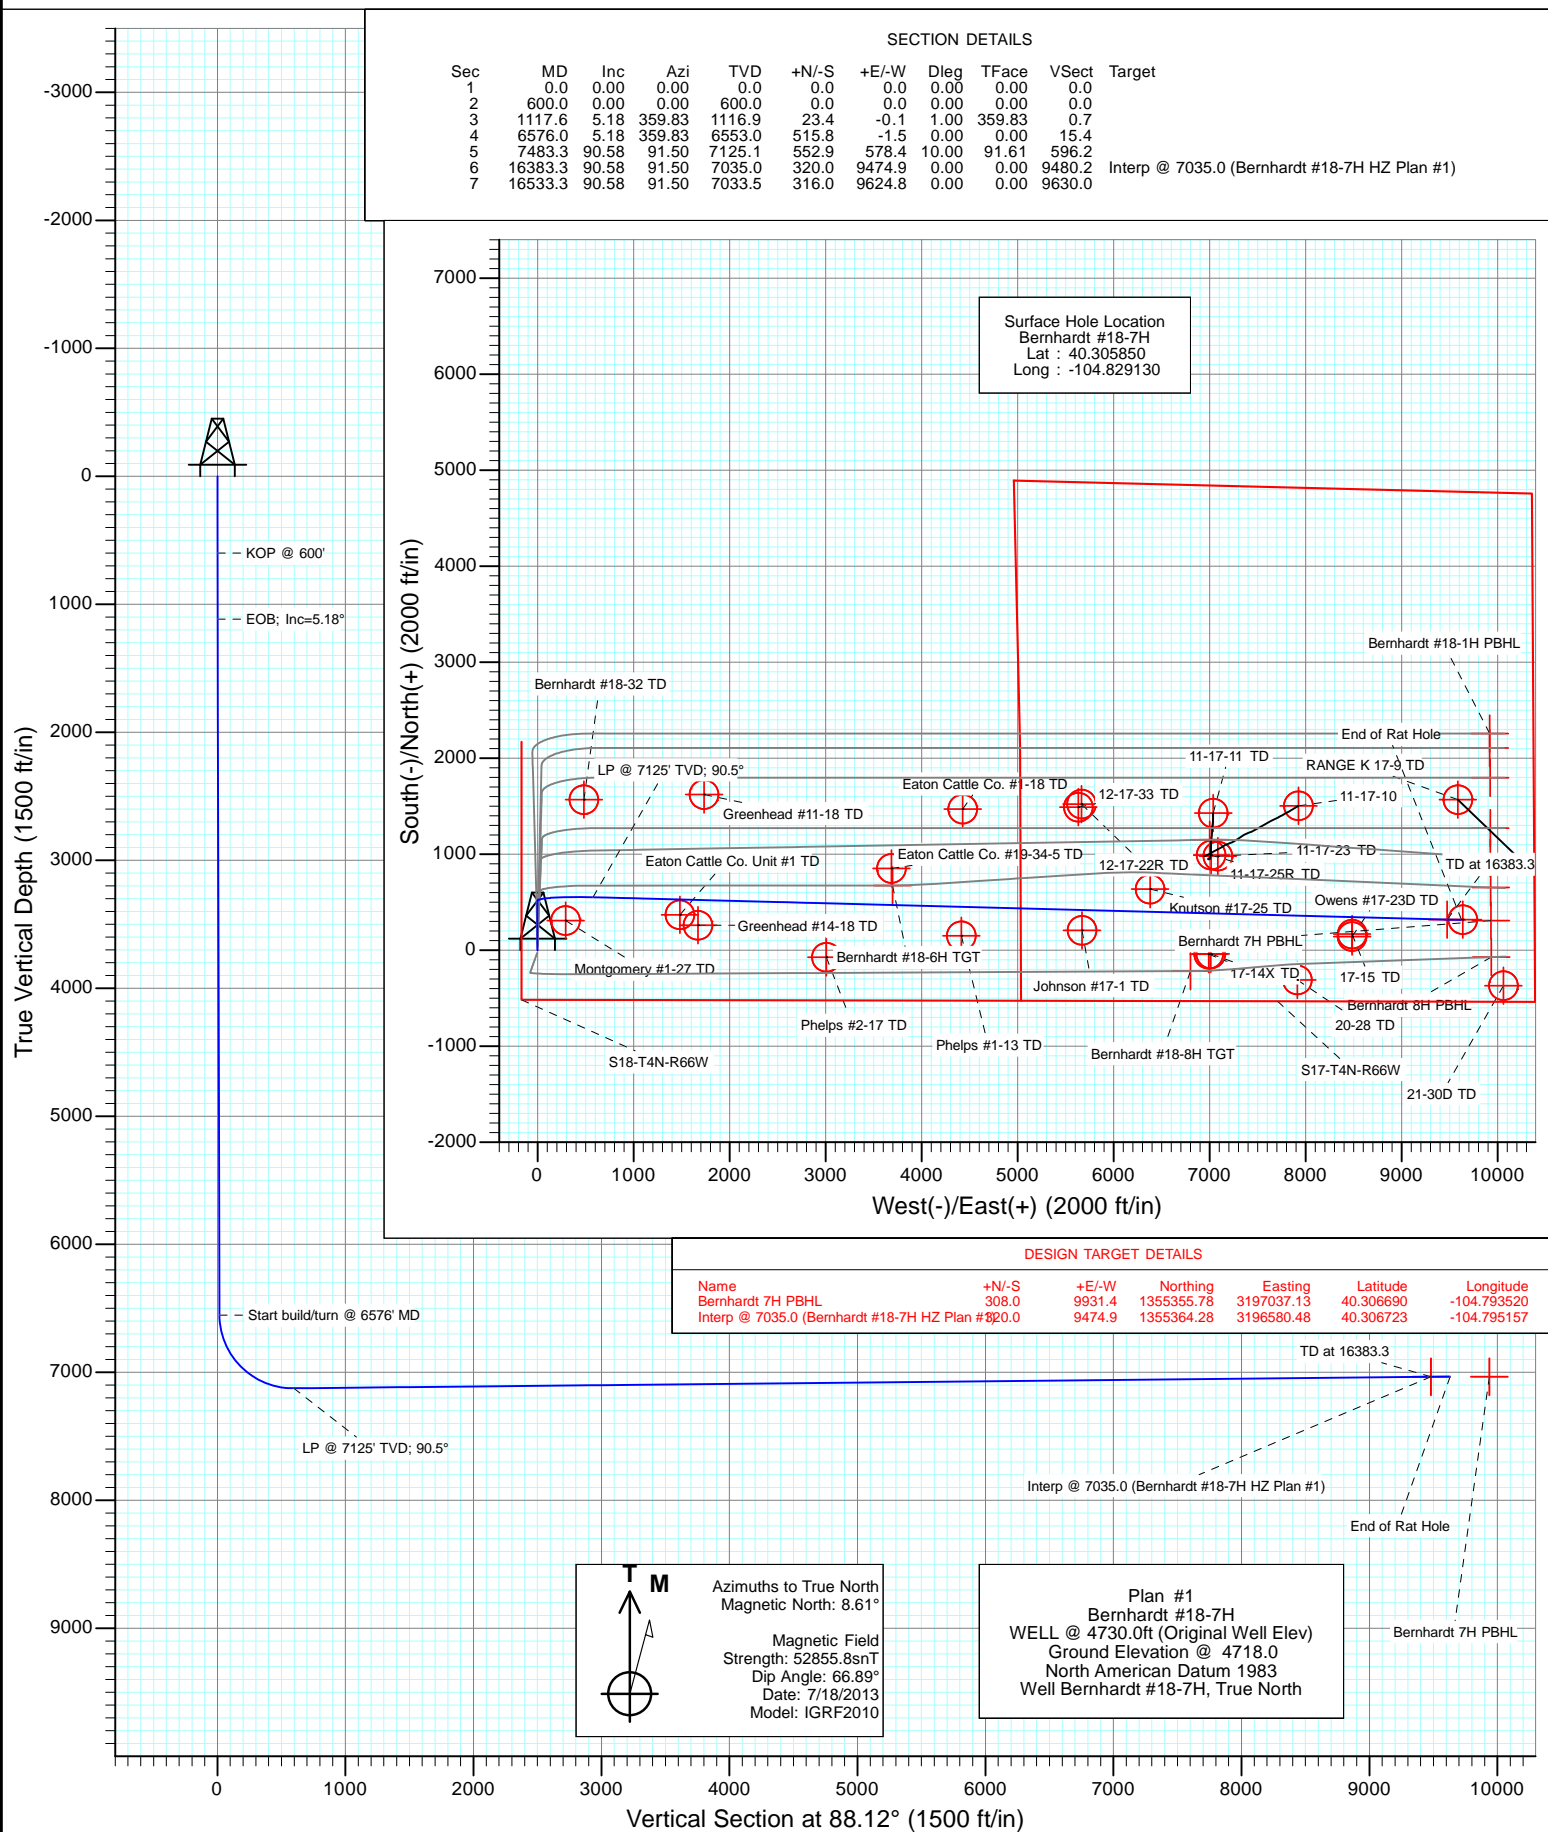 SECTION DETAILS
Sec MD Inc Azi TVD +N/-S +E/-W Dleg TFace VSect Target
1 0.0 0.00 0.00 0.0 0.0 0.0 0.00 0.00 0.0
2 600.0 0.00 0.00 600.0 0.0 0.0 0.00 0.00 0.0
3 1117.6 5.18 359.83 1116.9 23.4 -0.1 1.00 359.83 0.7
4 6576.0 5.18 359.83 6553.0 515.8 -1.5 0.00 0.00 15.4
5 7483.3 90.58 91.50 7125.1 552.9 578.4 10.00 91.61 596.2
6 16383.3 90.58 91.50 7035.0 320.0 9474.9 0.00 0.00 9480.2 Interp @ 7035.0 (Bernhardt #18-7H HZ Plan #1)
7 16533.3 90.58 91.50 7033.5 316.0 9624.8 0.00 0.00 9630.0
-3000
-2000
-1000
0
1000
2000
3000
4000
5000
6000
7000
8000
9000
True Vertical Depth (1500 ft/in)
KOP @ 600'
EOB; Inc=5.18°
Start build/turn @ 6576' MD
LP @ 7125' TVD; 90.5°
7000
6000
5000
4000
3000
2000
1000
0
-1000
-2000
South(-)/North(+) (2000 ft/in)
Surface Hole Location
Bernhardt #18-7H
Lat : 40.305850
Long : -104.829130
Bernhardt #18-1H PBHL
Bernhardt #18-32 TD
End of Rat Hole
11-17-11 TD
RANGE K 17-9 TD
LP @ 7125' TVD; 90.5°
Eaton Cattle Co. #1-18 TD
12-17-33 TD
11-17-10
Greenhead #11-18 TD
Eaton Cattle Co. Unit #1 TD
Eaton Cattle Co. #19-34-5 TD
11-17-23 TD
12-17-22R TD
11-17-25R TD
TD at 16383.3
Owens #17-23D TD
Knutson #17-25 TD
Greenhead #14-18 TD
Bernhardt 7H PBHL
Bernhardt #18-6H TGT
Montgomery #1-27 TD
17-14X TD
17-15 TD
Johnson #17-1 TD
Bernhardt 8H PBHL
Phelps #2-17 TD
20-28 TD
Phelps #1-13 TD
Bernhardt #18-8H TGT
S18-T4N-R66W
S17-T4N-R66W
21-30D TD
0 1000 2000 3000 4000 5000 6000 7000 8000 9000 10000
West(-)/East(+) (2000 ft/in)
DESIGN TARGET DETAILS
Name +N/-S +E/-W Northing Easting Latitude Longitude
Bernhardt 7H PBHL 308.0 9931.4 1355355.78 3197037.13 40.306690 -104.793520
Interp @ 7035.0 (Bernhardt #18-7H HZ Plan #1) 320.0 9474.9 1355364.28 3196580.48 40.306723 -104.795157
TD at 16383.3
Interp @ 7035.0 (Bernhardt #18-7H HZ Plan #1)
End of Rat Hole
Bernhardt 7H PBHL
T M
Azimuths to True North
Magnetic North: 8.61°
Magnetic Field
Strength: 52855.8snT
Dip Angle: 66.89°
Date: 7/18/2013
Model: IGRF2010
Plan #1
Bernhardt #18-7H
WELL @ 4730.0ft (Original Well Elev)
Ground Elevation @ 4718.0
North American Datum 1983
Well Bernhardt #18-7H, True North
0 1000 2000 3000 4000 5000 6000 7000 8000 9000 10000
Vertical Section at 88.12° (1500 ft/in)